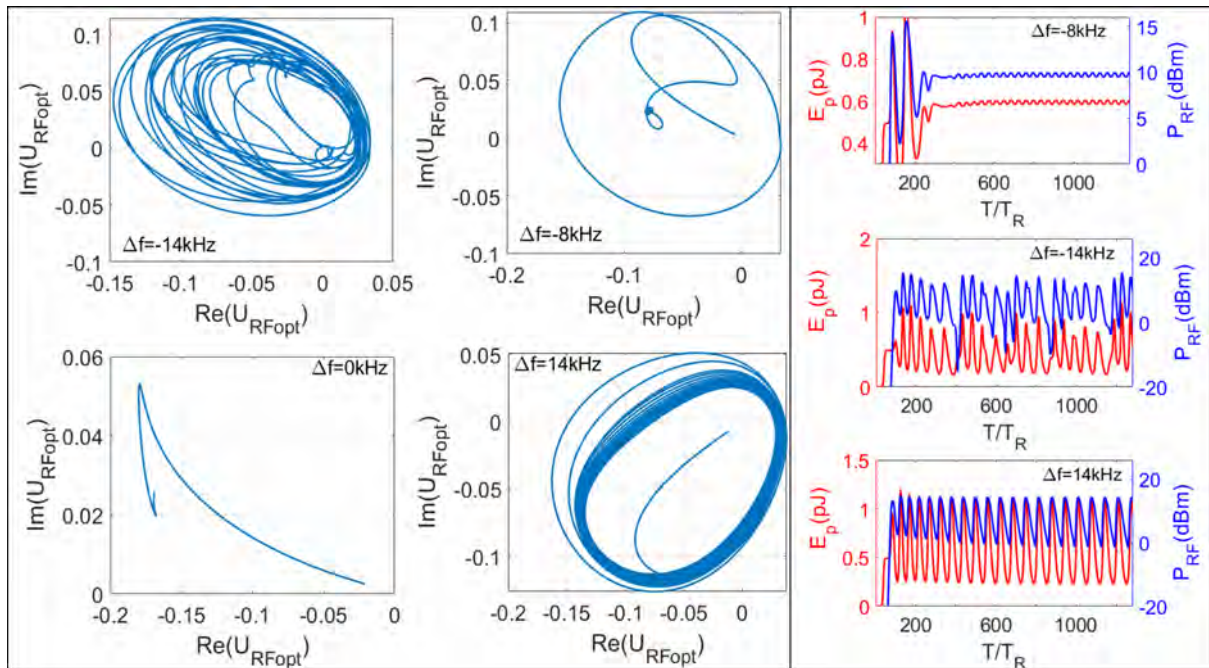 0.1
0.05
0
-0.05
-0.1
Im(U_RFopt)
Δf=-14kHz
-0.15 -0.1 -0.05 0 0.05
Re(U_RFopt)
0.1
0.05
0
-0.05
-0.1
Im(U_RFopt)
Δf=-8kHz
-0.2 -0.1 0
Re(U_RFopt)
0.06
0.04
0.02
0
Im(U_RFopt)
Δf=0kHz
-0.2 -0.15 -0.1 -0.05 0
Re(U_RFopt)
0.05
0
-0.05
-0.1
Im(U_RFopt)
Δf=14kHz
-0.2 -0.15 -0.1 -0.05 0
Re(U_RFopt)
1
0.8
0.6
0.4
E_p(pJ)
Δf=-8kHz
15
10
5
0
P_RF(dBm)
200 600 1000
T/T_R
2
1
0
E_p(pJ)
Δf=-14kHz
20
0
-20
P_RF(dBm)
200 600 1000
T/T_R
1.5
1
0.5
0
E_p(pJ)
Δf=14kHz
20
0
-20
P_RF(dBm)
200 600 1000
T/T_R